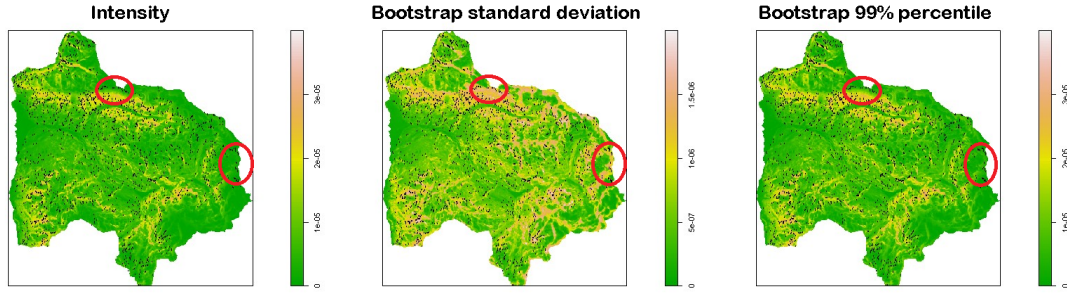 Intensity
Bootstrap standard deviation
Bootstrap 99% percentile
3e-05
2e-05
1e-05
0
1.5e-06
1e-06
5e-07
0
3e-05
2e-05
1e-05
0